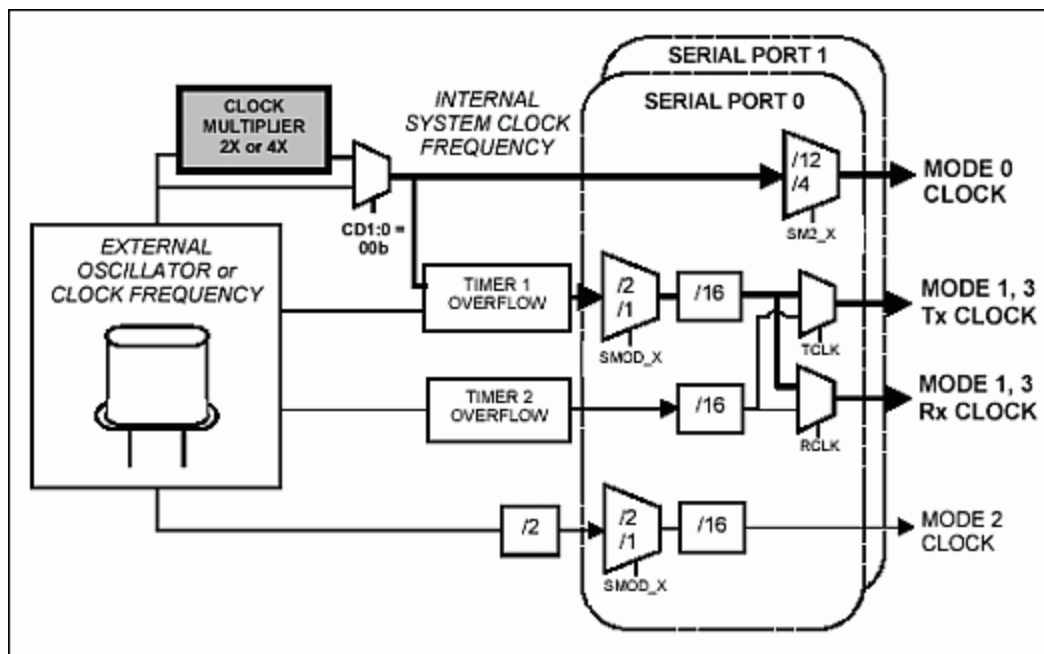 SERIAL PORT 1
SERIAL PORT 0
CLOCK
MULTIPLIER
2X or 4X
INTERNAL
SYSTEM CLOCK
FREQUENCY
/12
/4
SM2_X
MODE 0
CLOCK
CD1:0 =
00b
EXTERNAL
OSCILLATOR or
CLOCK FREQUENCY
TIMER 1
OVERFLOW
/2
/1
SMOD_X
/16
TCLK
MODE 1, 3
Tx CLOCK
TIMER 2
OVERFLOW
/16
RCLK
MODE 1, 3
Rx CLOCK
/2
/2
/1
SMOD_X
/16
MODE 2
CLOCK